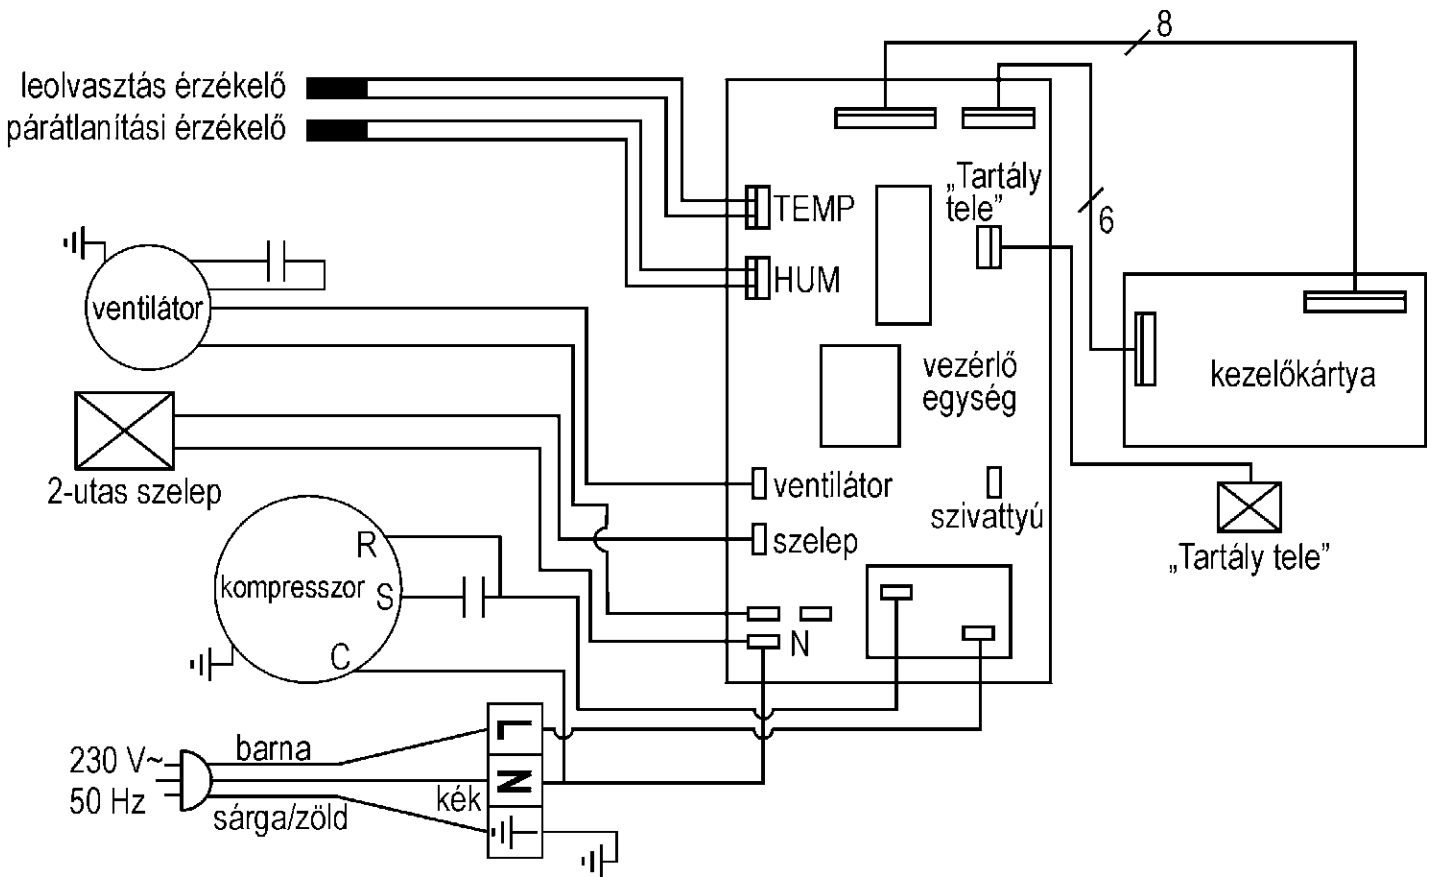 8
leolvasztás érzékelő
párátlanítási érzékelő
„Tartály
tele”
TEMP
6
HUM
ventilátor
vezérlő
egység
kezelőkártya
2-utas szelep
ventilátor
szivattyú
szelep
„Tartály tele”
R
kompresszor
S
C
N
L
barna
230 V~
N
kék
50 Hz
sárga/zöld